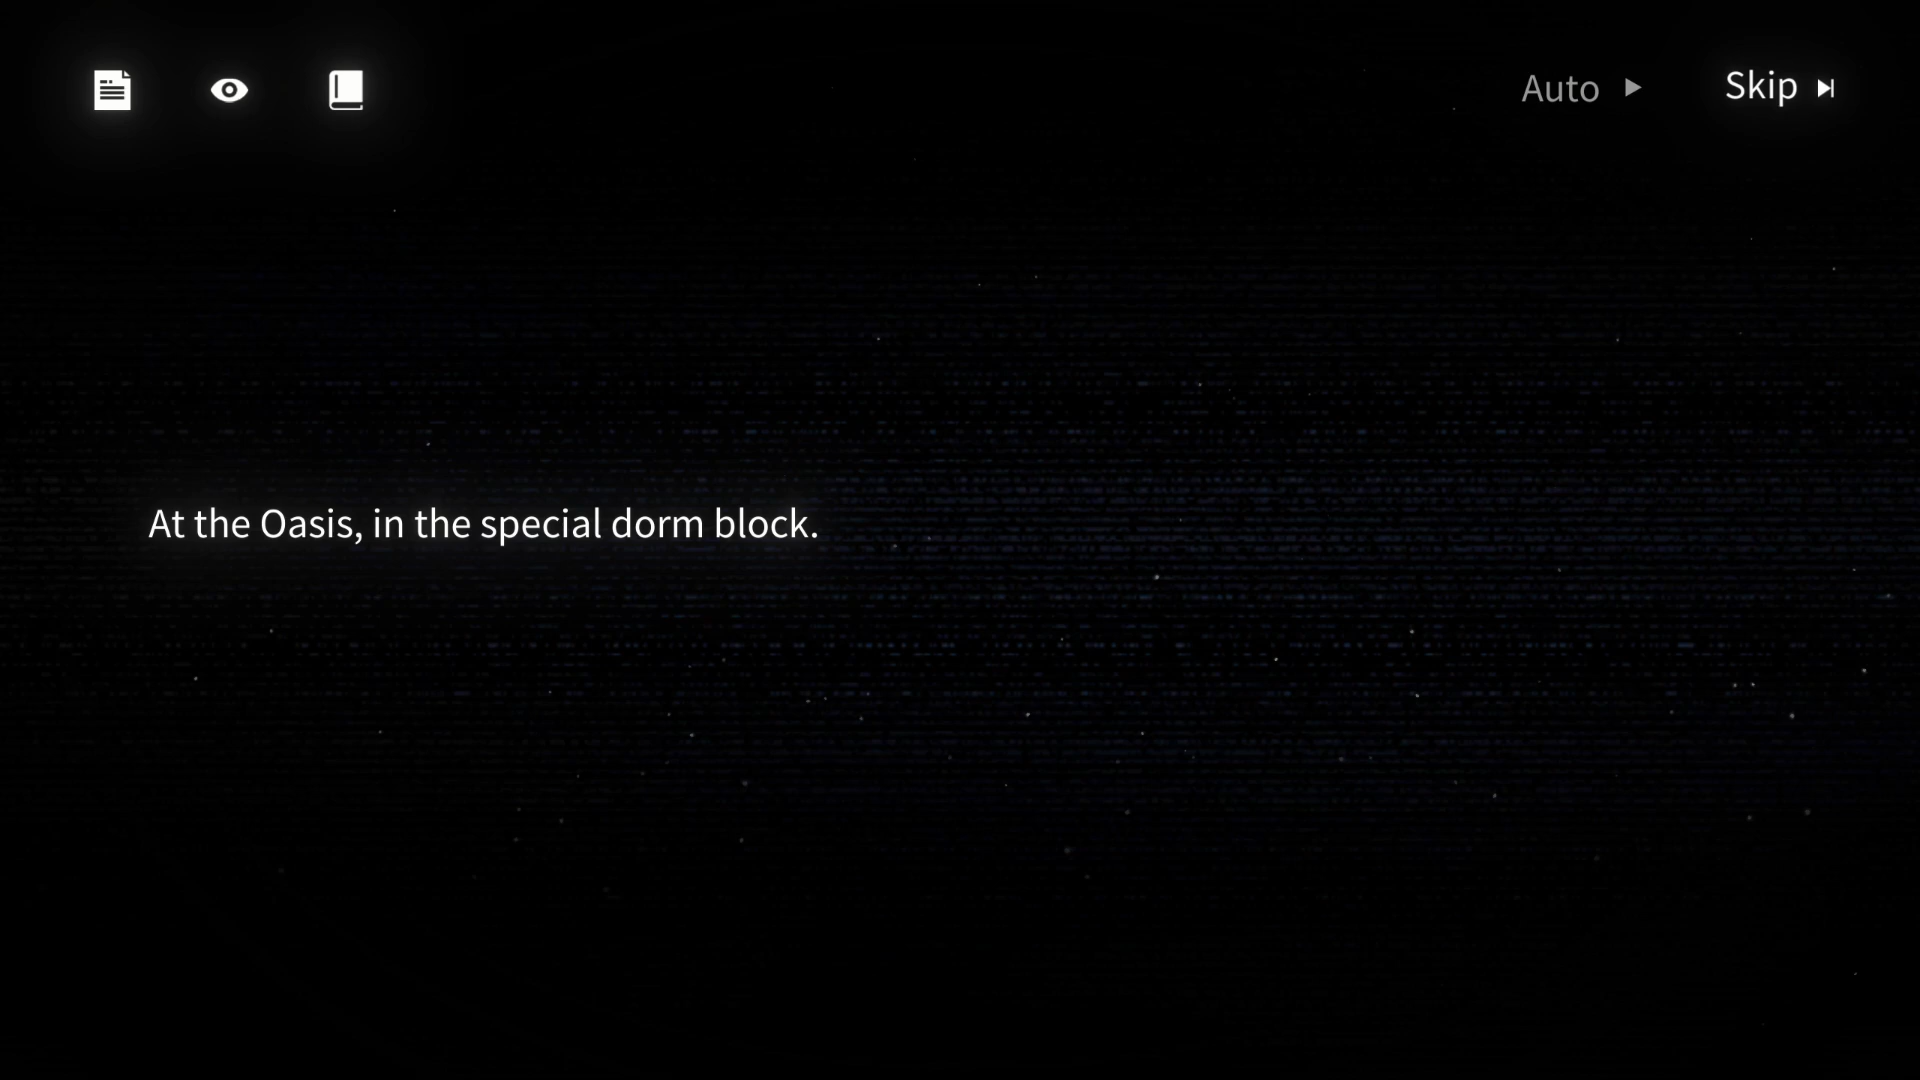 Auto
Skip
At the Oasis, in the special dorm block.